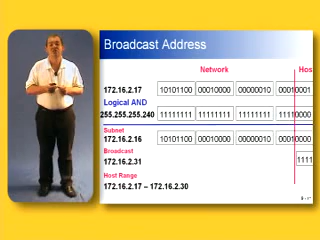 Broadcast Address
Network Hos
172.16.2.17 10101100 00010000 00000010 00010001
Logical AND
255.255.255.240 11111111 11111111 11111111 11110000
Subnet
172.16.2.16 10101100 00010000 00000010 00010000
Broadcast
172.16.2.31 1111
Host Range
172.16.2.17 – 172.16.2.30